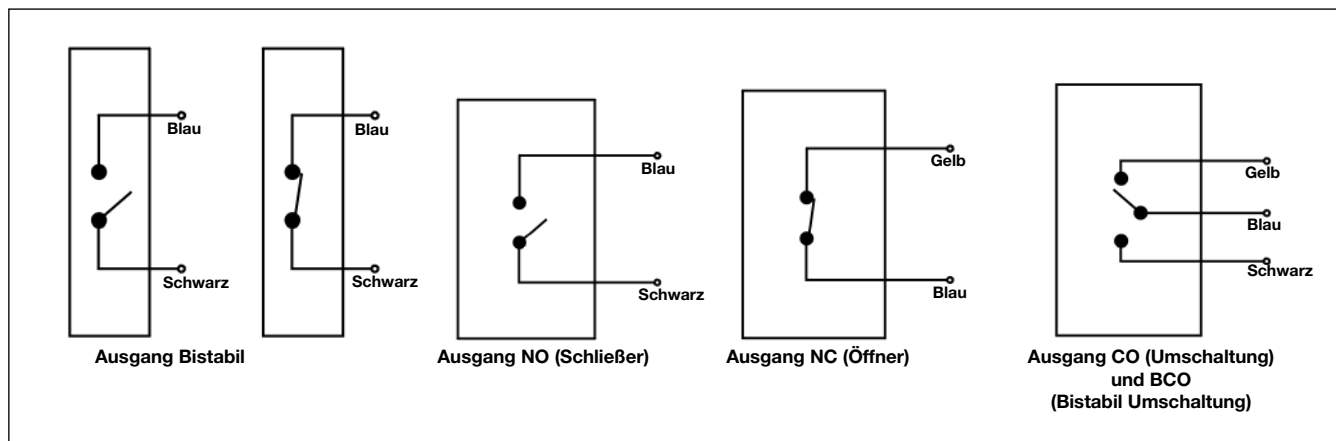 Blau
Schwarz
Blau
Schwarz
Ausgang Bistabil
Blau
Schwarz
Ausgang NO (Schließer)
Gelb
Blau
Ausgang NC (Öffner)
Gelb
Blau
Schwarz
Ausgang CO (Umschaltung)
und BCO
(Bistabil Umschaltung)